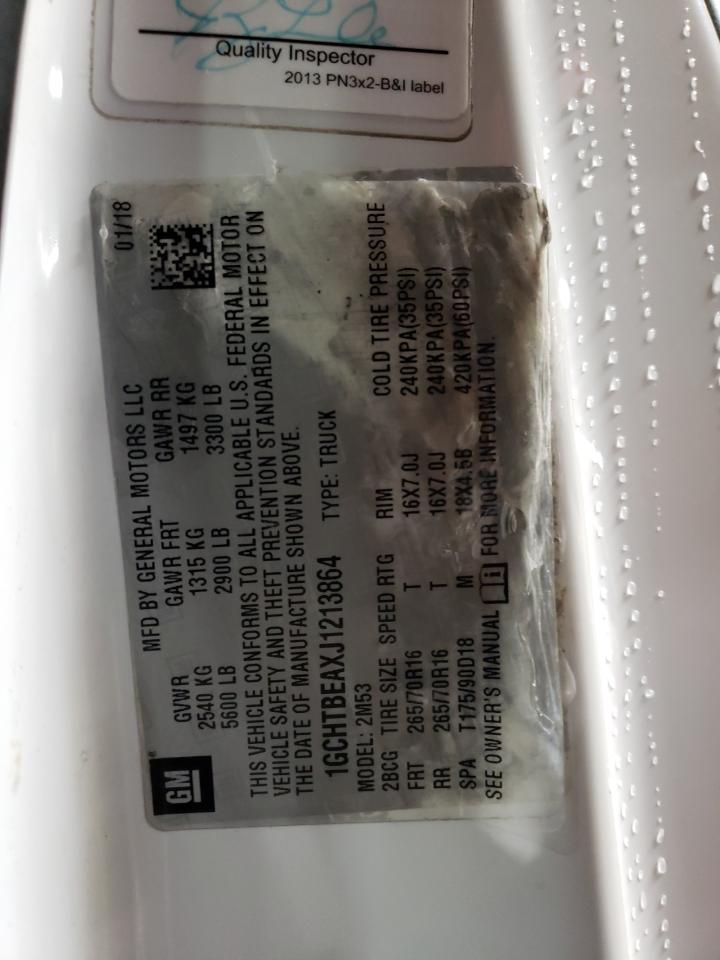 Quality Inspector
2013 PN3x2-B&I label
GM
MFD BY GENERAL MOTORS LLC 01/18
GVWR GAWR FRT GAWR RR
2540 KG 1315 KG 1497 KG
5600 LB 2900 LB 3300 LB
THIS VEHICLE CONFORMS TO ALL APPLICABLE U.S. FEDERAL MOTOR
VEHICLE SAFETY AND THEFT PREVENTION STANDARDS IN EFFECT ON
THE DATE OF MANUFACTURE SHOWN ABOVE.
1GCHTBEAXJ1213864 TYPE: TRUCK
MODEL: 2M53
2BCG TIRE SIZE SPEED RTG RIM COLD TIRE PRESSURE
FRT 265/70R16 T 16X7.0J 240KPA(35PSI)
RR 265/70R16 T 16X7.0J 240KPA(35PSI)
SPA T175/90D18 M 18X4.5B 420KPA(60PSI)
SEE OWNER'S MANUAL i FOR MORE INFORMATION.